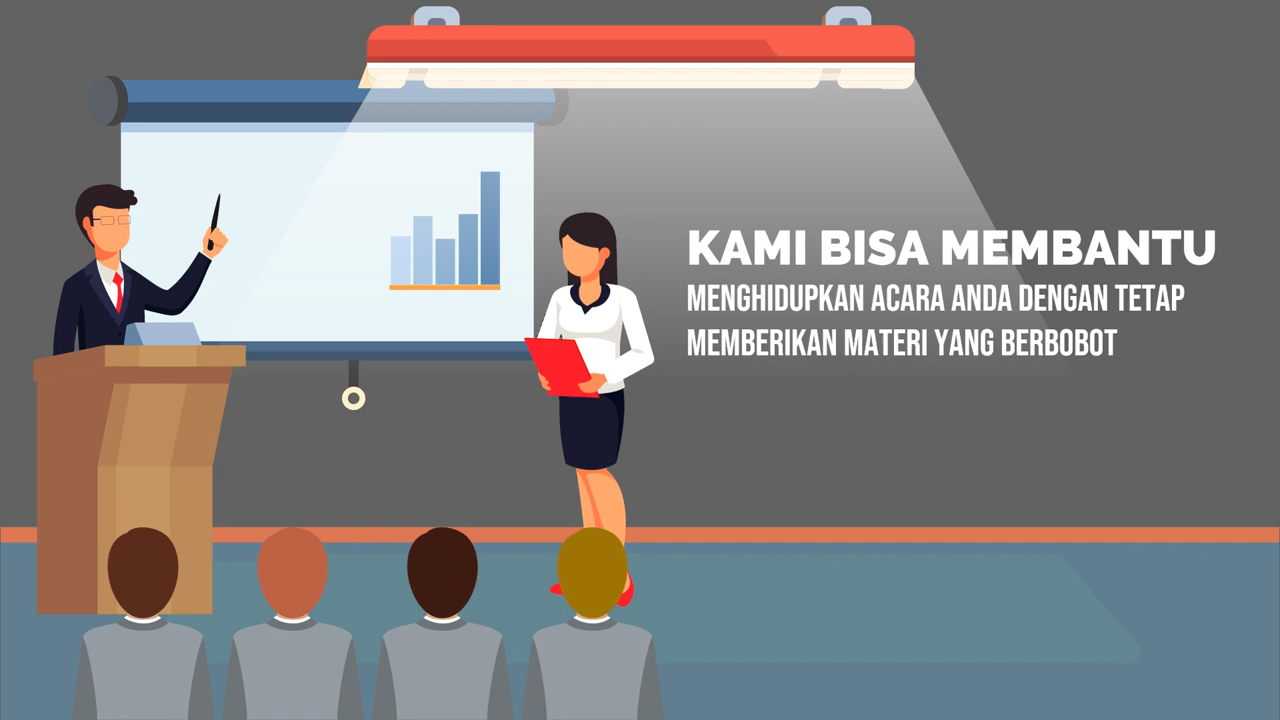 KAMI BISA MEMBANTU
MENGHIDUPKAN ACARA ANDA DENGAN TETAP
MEMBERIKAN MATERI YANG BERBOBOT